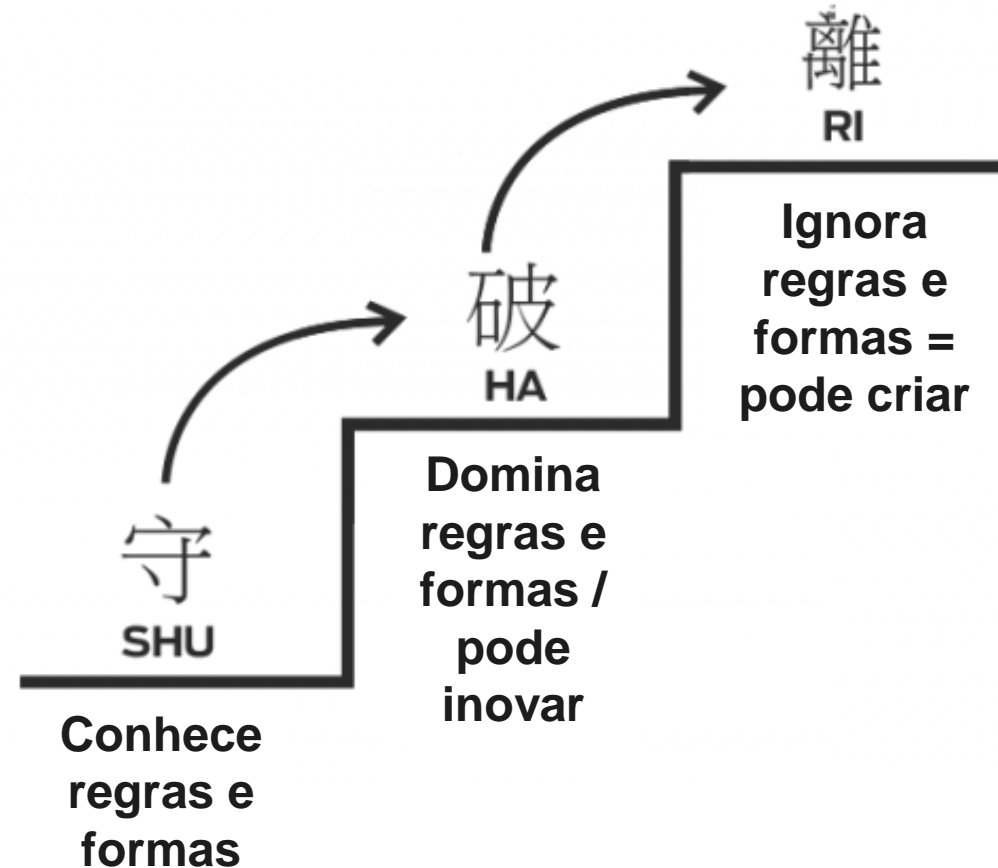 守
SHU
Conhece
regras e
formas
破
HA
Domina
regras e
formas /
pode
inovar
離
RI
Ignora
regras e
formas =
pode criar